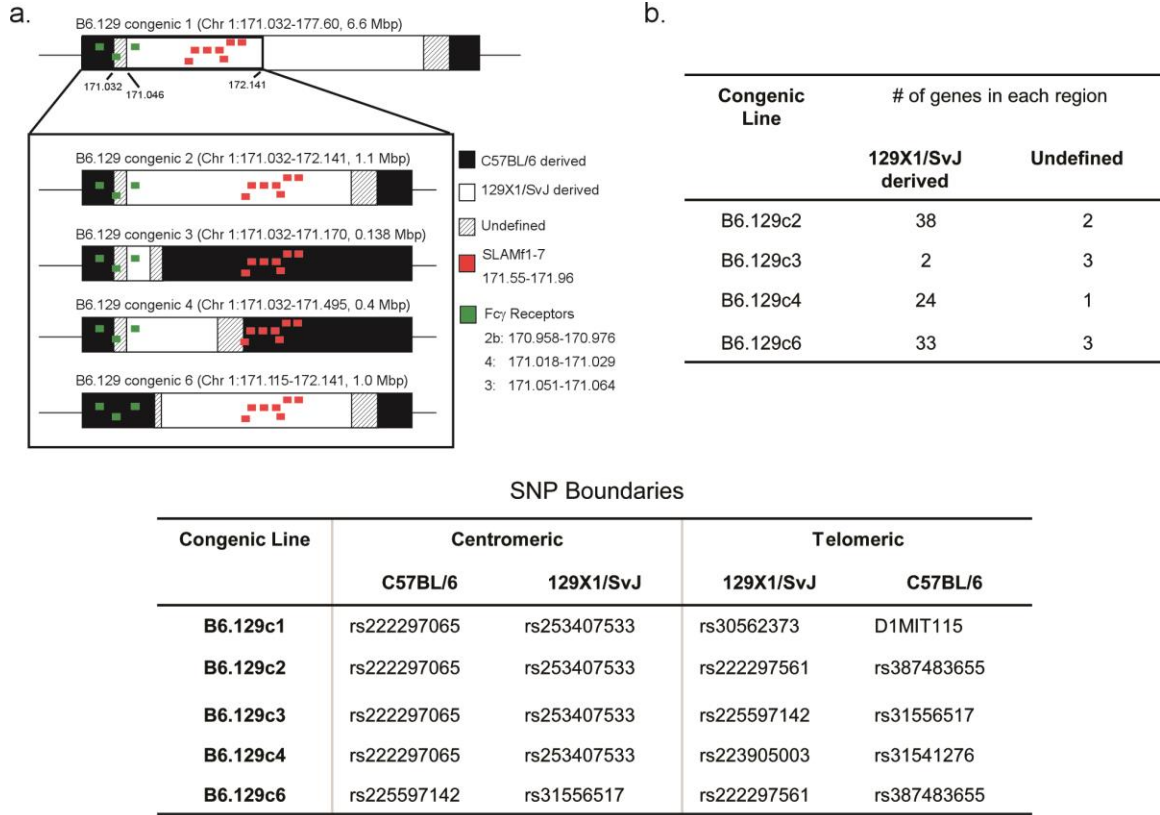 a.
B6.129 congenic 1 (Chr 1:171.032-177.60, 6.6 Mbp)
171.032
171.046
172.141
B6.129 congenic 2 (Chr 1:171.032-172.141, 1.1 Mbp)
B6.129 congenic 3 (Chr 1:171.032-171.170, 0.138 Mbp)
B6.129 congenic 4 (Chr 1:171.032-171.495, 0.4 Mbp)
B6.129 congenic 6 (Chr 1:171.115-172.141, 1.0 Mbp)
C57BL/6 derived
129X1/SvJ derived
Undefined
SLAMf1-7
171.55-171.96
Fcγ Receptors
2b: 170.958-170.976
4: 171.018-171.029
3: 171.051-171.064
b.
Congenic Line # of genes in each region
129X1/SvJ derived Undefined
B6.129c2 38 2
B6.129c3 2 3
B6.129c4 24 1
B6.129c6 33 3
SNP Boundaries
Congenic Line Centromeric Telomeric
C57BL/6 129X1/SvJ 129X1/SvJ C57BL/6
B6.129c1 rs222297065 rs253407533 rs30562373 D1MIT115
B6.129c2 rs222297065 rs253407533 rs222297561 rs387483655
B6.129c3 rs222297065 rs253407533 rs225597142 rs31556517
B6.129c4 rs222297065 rs253407533 rs223905003 rs31541276
B6.129c6 rs225597142 rs31556517 rs222297561 rs387483655